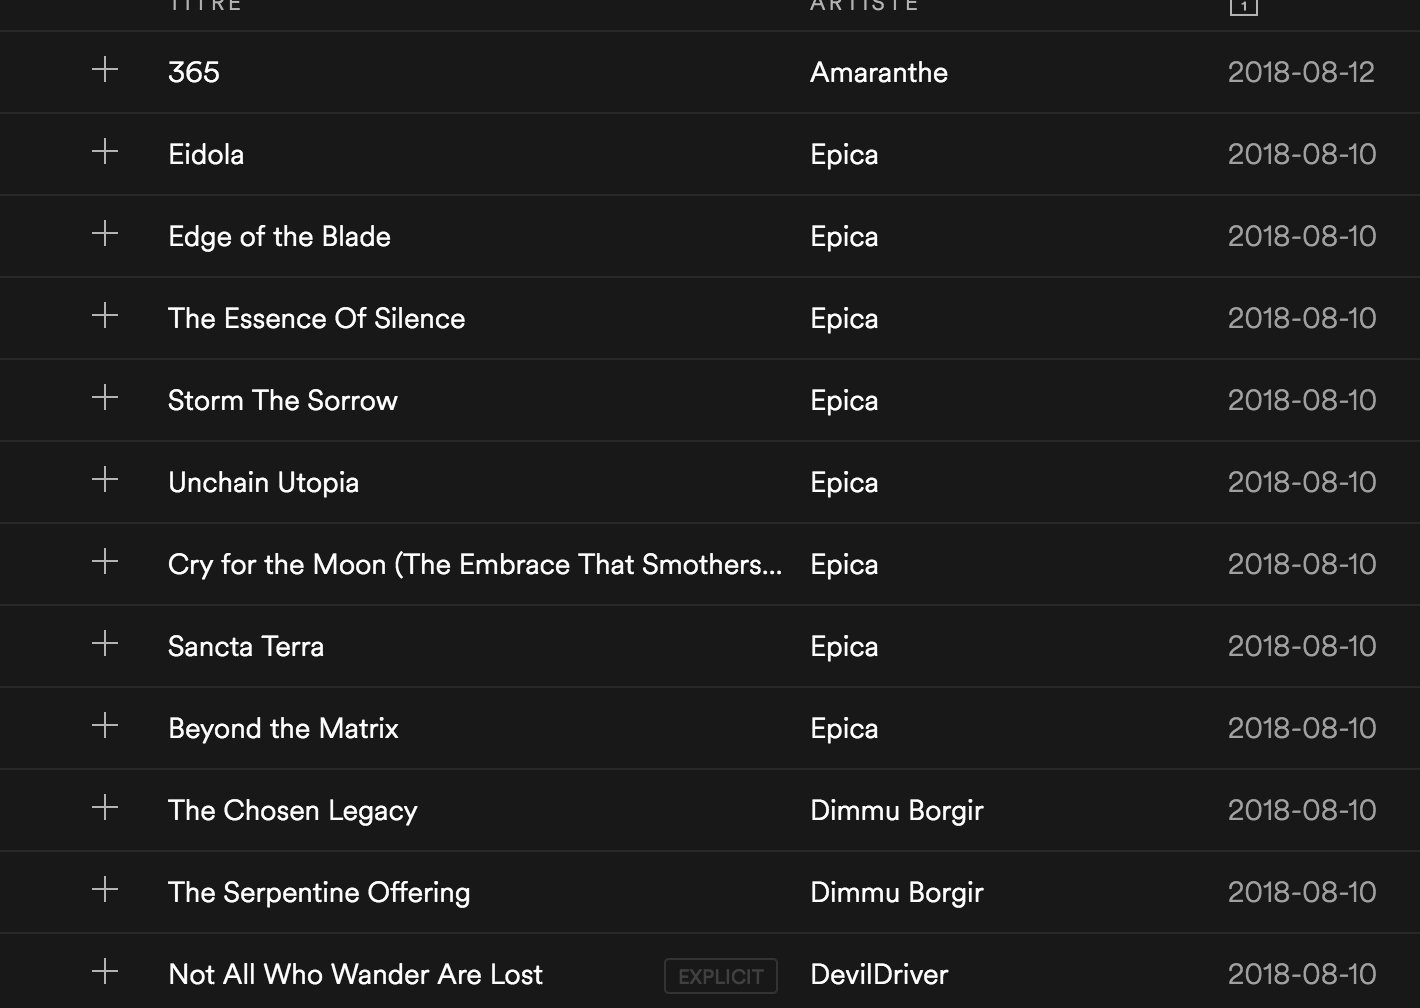 TITRE ARTISTE 1
365 Amaranthe 2018-08-12
Eidola Epica 2018-08-10
Edge of the Blade Epica 2018-08-10
The Essence Of Silence Epica 2018-08-10
Storm The Sorrow Epica 2018-08-10
Unchain Utopia Epica 2018-08-10
Cry for the Moon (The Embrace That Smothers... Epica 2018-08-10
Sancta Terra Epica 2018-08-10
Beyond the Matrix Epica 2018-08-10
The Chosen Legacy Dimmu Borgir 2018-08-10
The Serpentine Offering Dimmu Borgir 2018-08-10
Not All Who Wander Are Lost EXPLICIT DevilDriver 2018-08-10